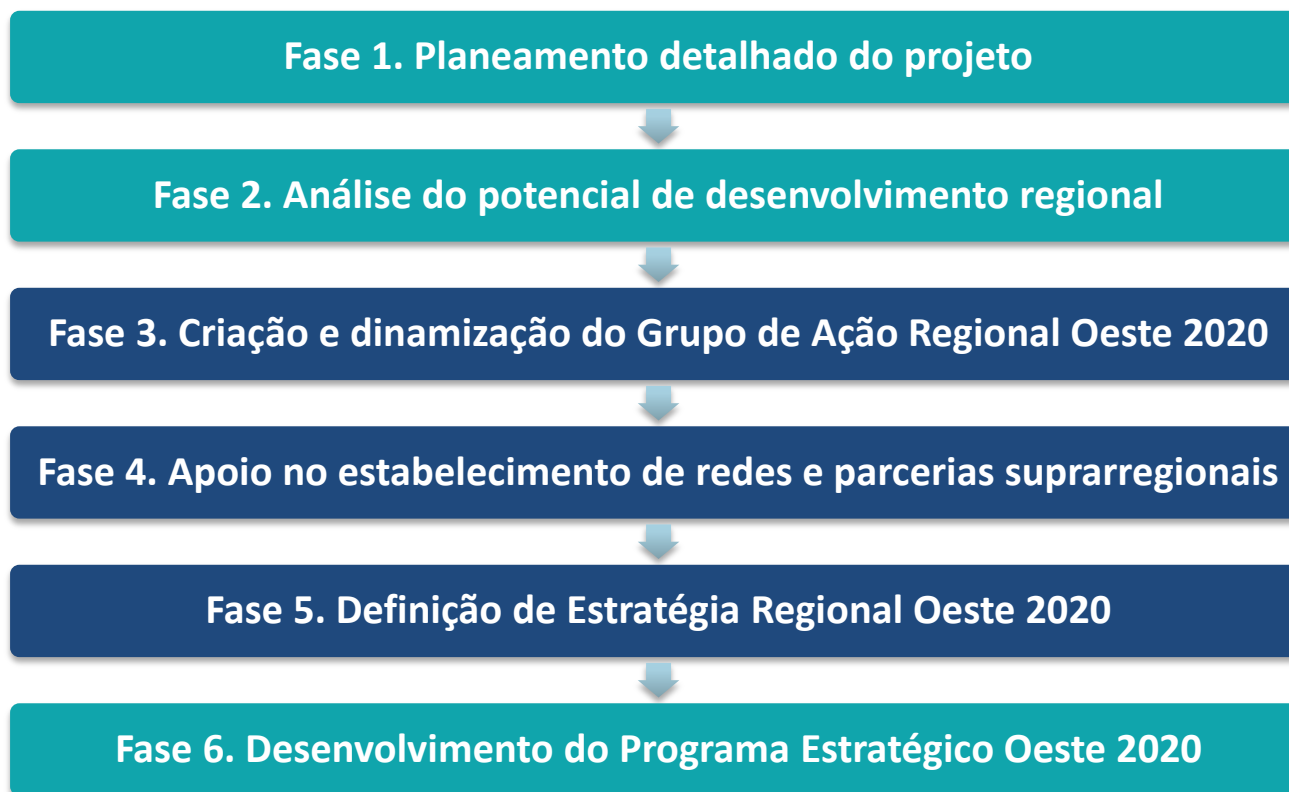 Fase 1. Planeamento detalhado do projeto
Fase 2. Análise do potencial de desenvolvimento regional
Fase 3. Criação e dinamização do Grupo de Ação Regional Oeste 2020
Fase 4. Apoio no estabelecimento de redes e parcerias suprarregionais
Fase 5. Definição de Estratégia Regional Oeste 2020
Fase 6. Desenvolvimento do Programa Estratégico Oeste 2020